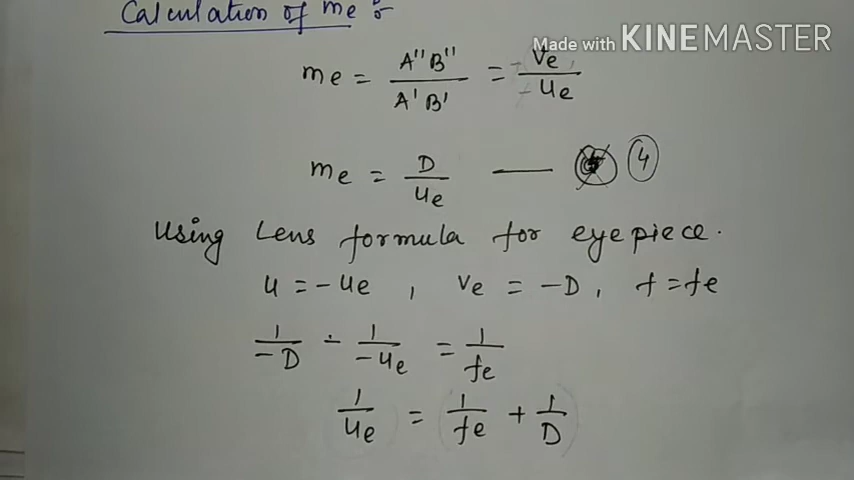 Calculation of me :-
Made with KINEMASTER
me = A"B" / A'B' = -Ve / -ue
me = D / ue — (4)
Using Lens formula for eyepiece.
u = -ue , ve = -D , f = fe
1/-D - 1/-ue = 1/fe
1/ue = 1/fe + 1/D